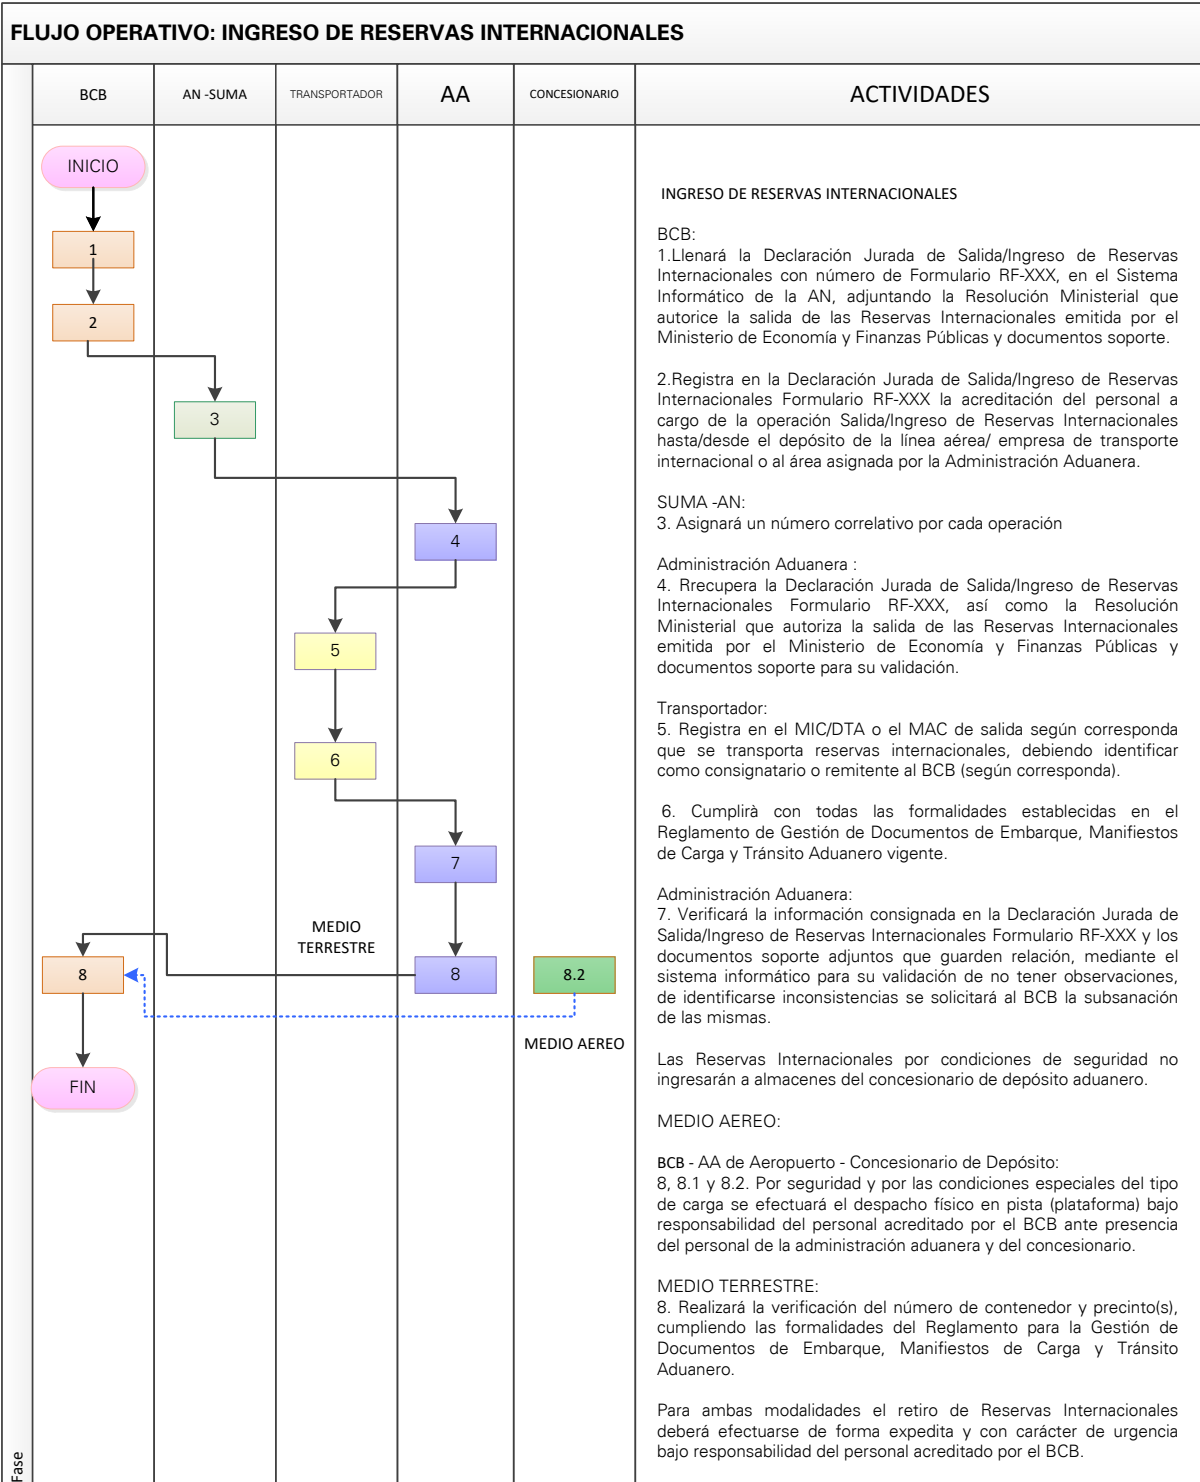 FLUJO OPERATIVO: INGRESO DE RESERVAS INTERNACIONALES
BCB
AN -SUMA
TRANSPORTADOR
AA
CONCESIONARIO
ACTIVIDADES
INICIO
1
2
3
4
5
6
7
MEDIO
TERRESTRE
8
8
8.2
MEDIO AEREO
FIN
Fase
INGRESO DE RESERVAS INTERNACIONALES
BCB:
1.Llenará la Declaración Jurada de Salida/Ingreso de Reservas
Internacionales con número de Formulario RF-XXX, en el Sistema
Informático de la AN, adjuntando la Resolución Ministerial que
autorice la salida de las Reservas Internacionales emitida por el
Ministerio de Economía y Finanzas Públicas y documentos soporte.
2.Registra en la Declaración Jurada de Salida/Ingreso de Reservas
Internacionales Formulario RF-XXX la acreditación del personal a
cargo de la operación Salida/Ingreso de Reservas Internacionales
hasta/desde el depósito de la línea aérea/ empresa de transporte
internacional o al área asignada por la Administración Aduanera.
SUMA -AN:
3. Asignará un número correlativo por cada operación
Administración Aduanera :
4. Rrecupera la Declaración Jurada de Salida/Ingreso de Reservas
Internacionales Formulario RF-XXX, así como la Resolución
Ministerial que autoriza la salida de las Reservas Internacionales
emitida por el Ministerio de Economía y Finanzas Públicas y
documentos soporte para su validación.
Transportador:
5. Registra en el MIC/DTA o el MAC de salida según corresponda
que se transporta reservas internacionales, debiendo identificar
como consignatario o remitente al BCB (según corresponda).
6. Cumplirà con todas las formalidades establecidas en el
Reglamento de Gestión de Documentos de Embarque, Manifiestos
de Carga y Tránsito Aduanero vigente.
Administración Aduanera:
7. Verificará la información consignada en la Declaración Jurada de
Salida/Ingreso de Reservas Internacionales Formulario RF-XXX y los
documentos soporte adjuntos que guarden relación, mediante el
sistema informático para su validación de no tener observaciones,
de identificarse inconsistencias se solicitará al BCB la subsanación
de las mismas.
Las Reservas Internacionales por condiciones de seguridad no
ingresarán a almacenes del concesionario de depósito aduanero.
MEDIO AEREO:
BCB - AA de Aeropuerto - Concesionario de Depósito:
8, 8.1 y 8.2. Por seguridad y por las condiciones especiales del tipo
de carga se efectuará el despacho físico en pista (plataforma) bajo
responsabilidad del personal acreditado por el BCB ante presencia
del personal de la administración aduanera y del concesionario.
MEDIO TERRESTRE:
8. Realizará la verificación del número de contenedor y precinto(s),
cumpliendo las formalidades del Reglamento para la Gestión de
Documentos de Embarque, Manifiestos de Carga y Tránsito
Aduanero.
Para ambas modalidades el retiro de Reservas Internacionales
deberá efectuarse de forma expedita y con carácter de urgencia
bajo responsabilidad del personal acreditado por el BCB.